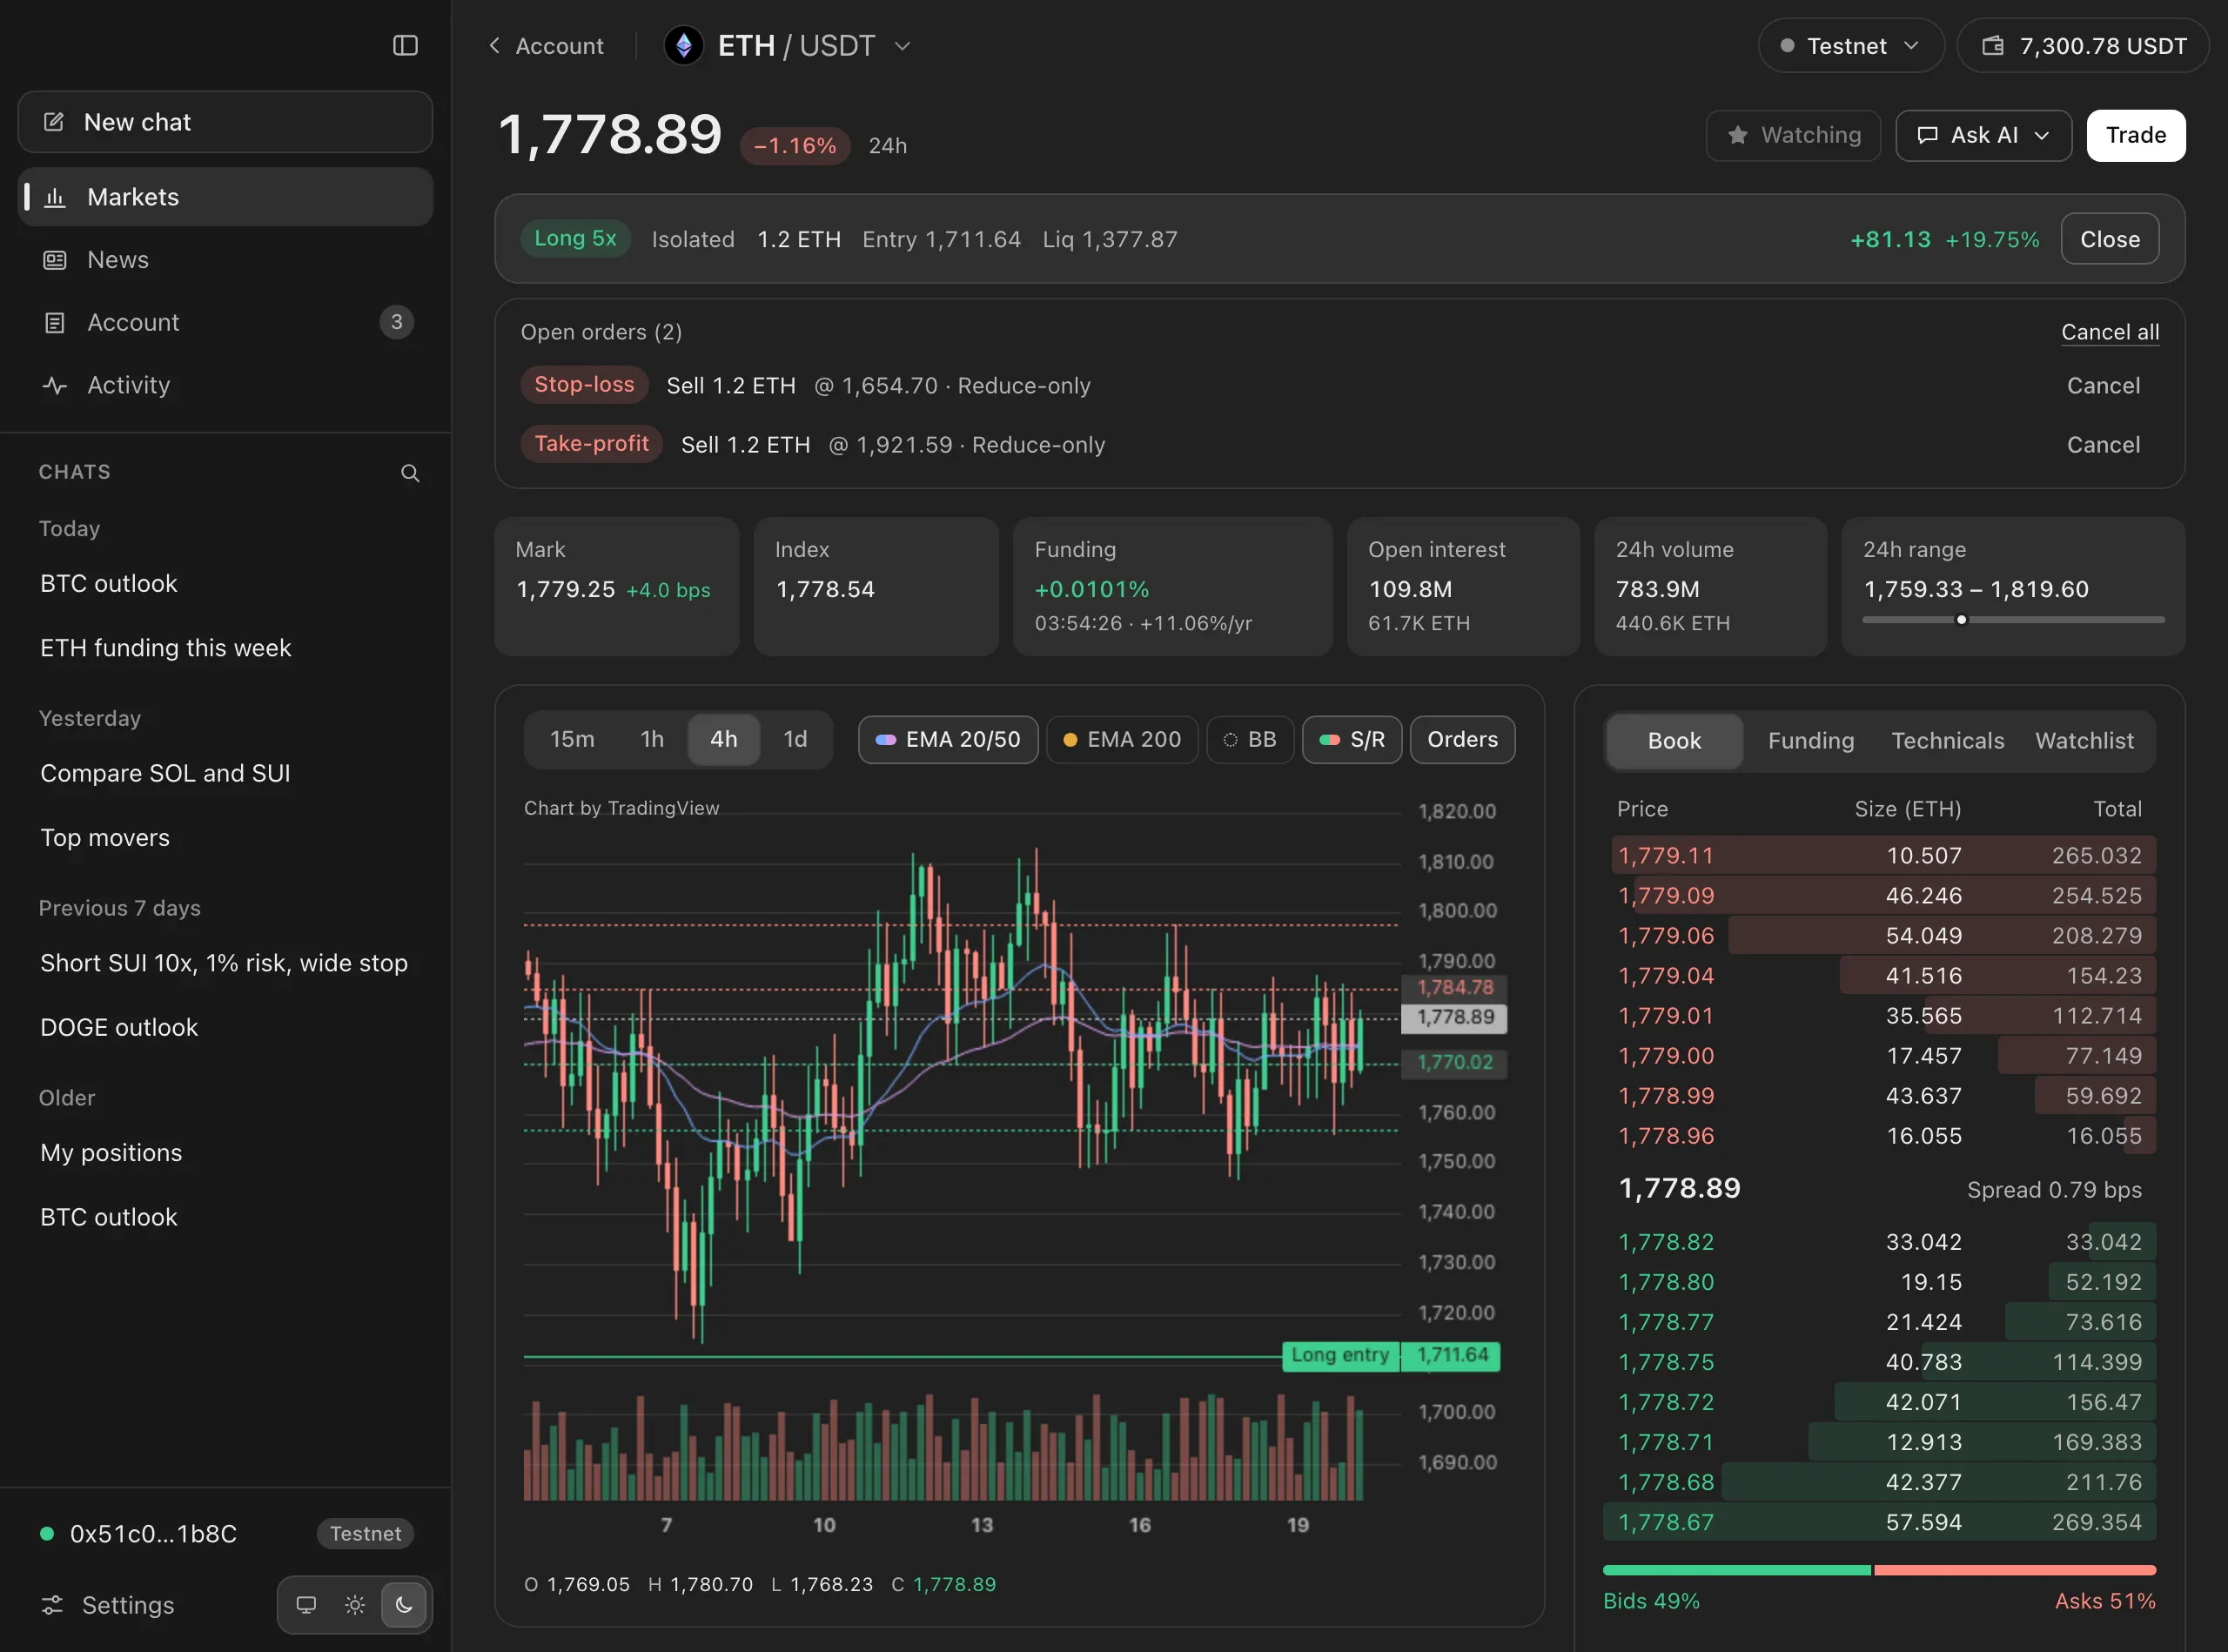 New chat
Markets
News
Account 3
Activity
CHATS
Today
BTC outlook
ETH funding this week
Yesterday
Compare SOL and SUI
Top movers
Previous 7 days
Short SUI 10x, 1% risk, wide stop
DOGE outlook
Older
My positions
BTC outlook
0x51c0...1b8C Testnet
Settings
Account ETH / USDT Testnet 7,300.78 USDT
1,778.89 −1.16% 24h Watching Ask AI Trade
Long 5x Isolated 1.2 ETH Entry 1,711.64 Liq 1,377.87 +81.13 +19.75% Close
Open orders (2) Cancel all
Stop-loss Sell 1.2 ETH @ 1,654.70 · Reduce-only Cancel
Take-profit Sell 1.2 ETH @ 1,921.59 · Reduce-only Cancel
Mark
1,779.25 +4.0 bps
Index
1,778.54
Funding
+0.0101%
03:54:26 · +11.06%/yr
Open interest
109.8M
61.7K ETH
24h volume
783.9M
440.6K ETH
24h range
1,759.33 – 1,819.60
15m 1h 4h 1d EMA 20/50 EMA 200 BB S/R Orders
Chart by TradingView
1,820.00
1,810.00
1,800.00
1,790.00
1,784.78
1,778.89
1,770.02
1,760.00
1,750.00
1,740.00
1,730.00
1,720.00
Long entry 1,711.64
1,700.00
1,690.00
7 10 13 16 19
O 1,769.05 H 1,780.70 L 1,768.23 C 1,778.89
Book Funding Technicals Watchlist
Price Size (ETH) Total
1,779.11 10.507 265.032
1,779.09 46.246 254.525
1,779.06 54.049 208.279
1,779.04 41.516 154.23
1,779.01 35.565 112.714
1,779.00 17.457 77.149
1,778.99 43.637 59.692
1,778.96 16.055 16.055
1,778.89 Spread 0.79 bps
1,778.82 33.042 33.042
1,778.80 19.15 52.192
1,778.77 21.424 73.616
1,778.75 40.783 114.399
1,778.72 42.071 156.47
1,778.71 12.913 169.383
1,778.68 42.377 211.76
1,778.67 57.594 269.354
Bids 49% Asks 51%